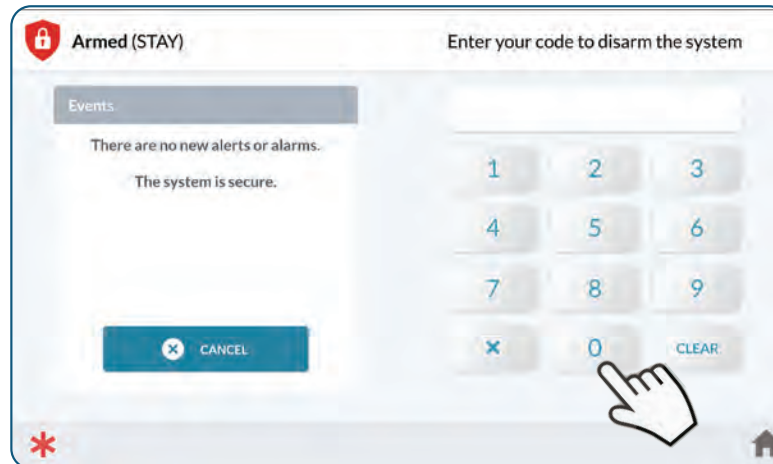 Armed (STAY)
Enter your code to disarm the system
Events
There are no new alerts or alarms.
The system is secure.
CANCEL
1 2 3
4 5 6
7 8 9
× 0 CLEAR